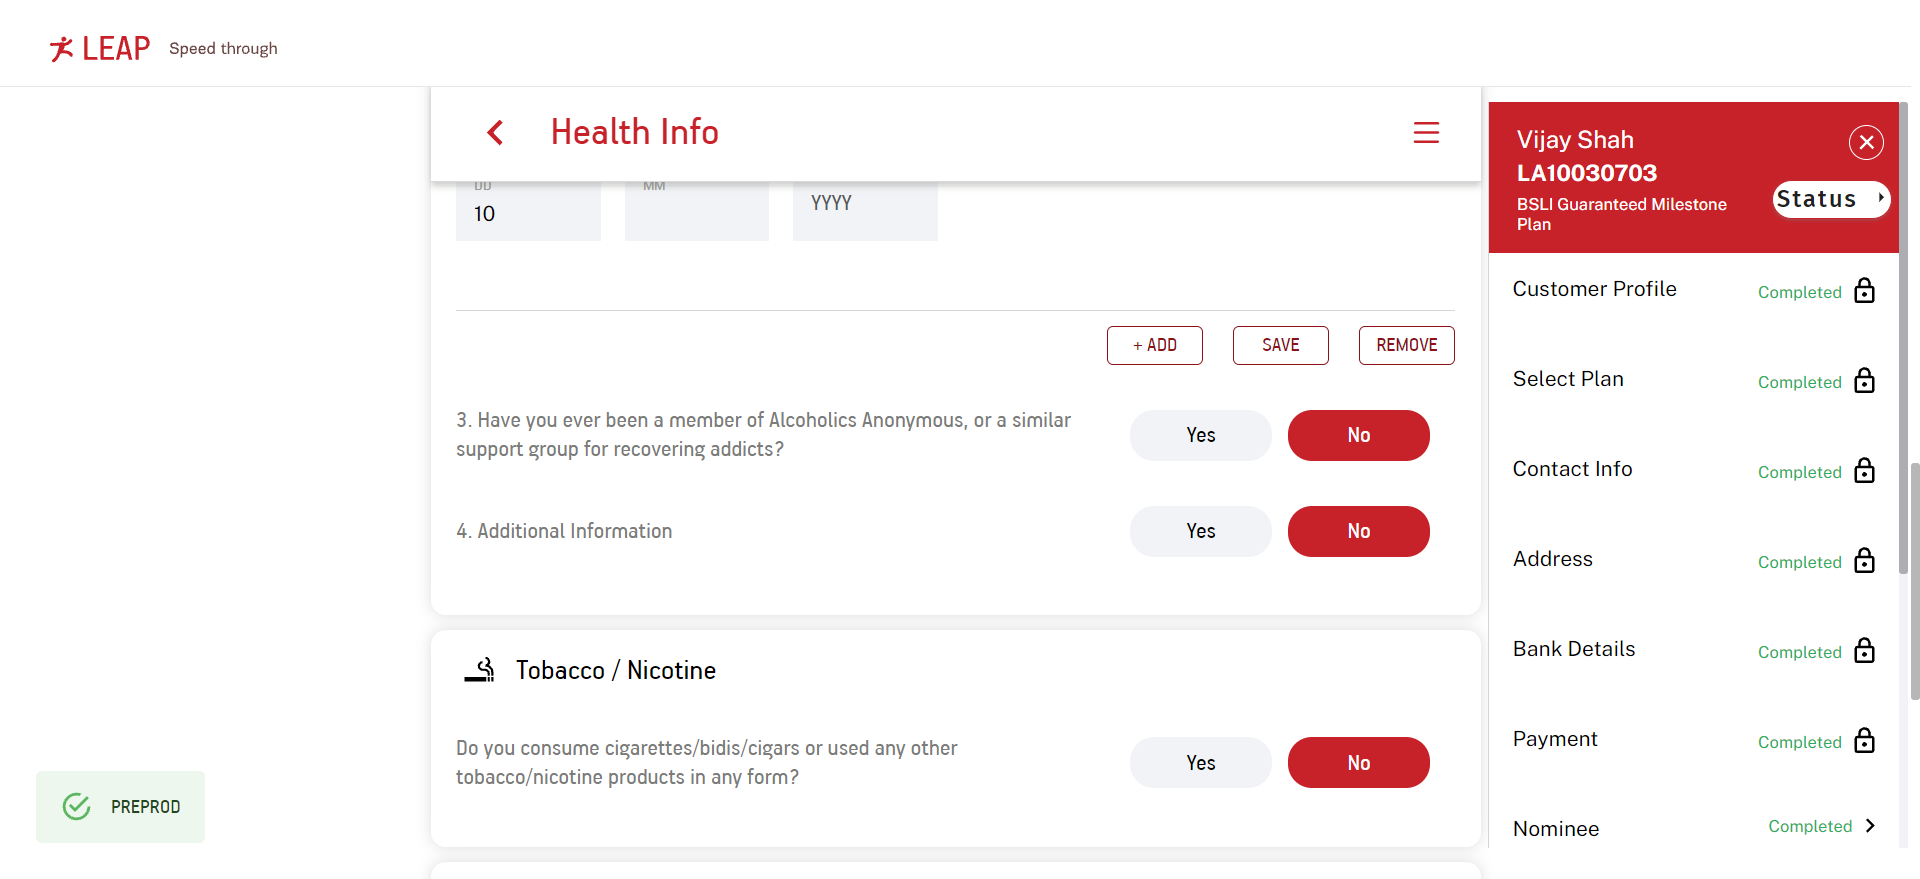 LEAP Speed through
Health Info
DD
10
MM
YYYY
+ ADD
SAVE
REMOVE
3. Have you ever been a member of Alcoholics Anonymous, or a similar
support group for recovering addicts?
Yes
No
4. Additional Information
Yes
No
Tobacco / Nicotine
Do you consume cigarettes/bidis/cigars or used any other
tobacco/nicotine products in any form?
Yes
No
PREPROD
Vijay Shah
LA10030703
BSLI Guaranteed Milestone
Plan
Status
Customer Profile
Completed
Select Plan
Completed
Contact Info
Completed
Address
Completed
Bank Details
Completed
Payment
Completed
Nominee
Completed